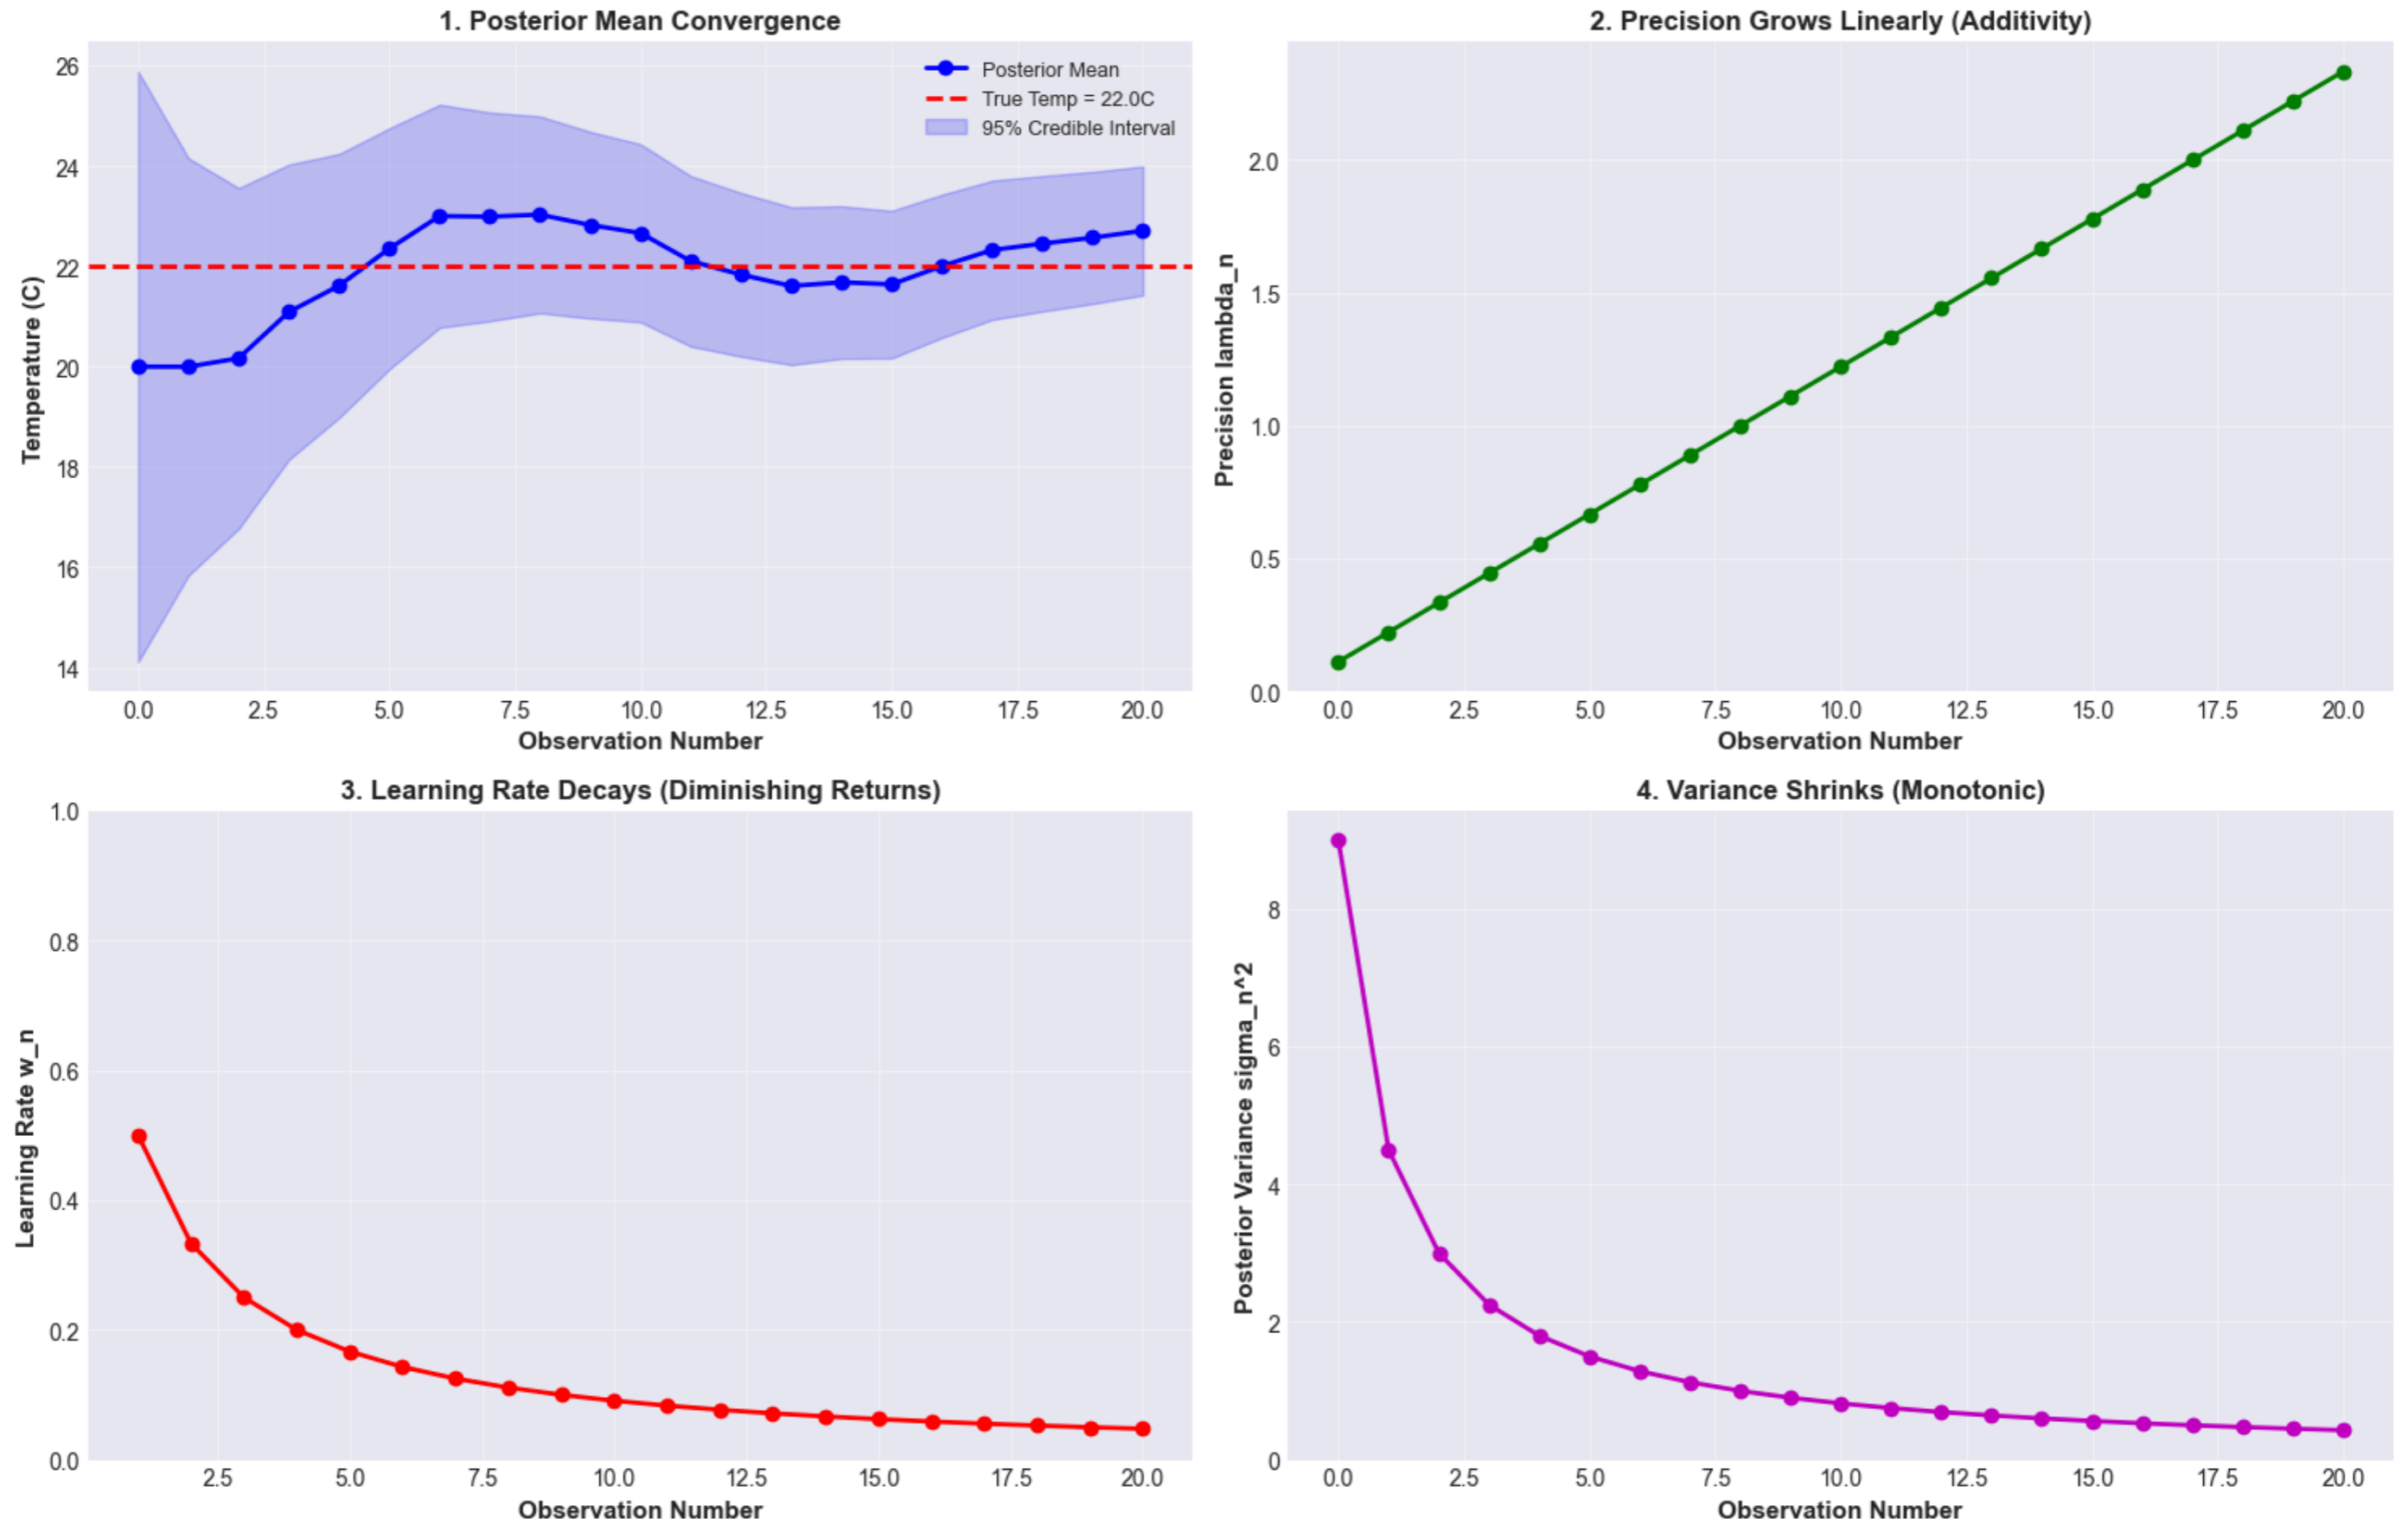 1. Posterior Mean Convergence
Temperature (C)
26
24
22
20
18
16
14
Posterior Mean
True Temp = 22.0C
95% Credible Interval
0.0 2.5 5.0 7.5 10.0 12.5 15.0 17.5 20.0
Observation Number
2. Precision Grows Linearly (Additivity)
Precision lambda_n
2.0
1.5
1.0
0.5
0.0
0.0 2.5 5.0 7.5 10.0 12.5 15.0 17.5 20.0
Observation Number
3. Learning Rate Decays (Diminishing Returns)
Learning Rate w_n
1.0
0.8
0.6
0.4
0.2
0.0
2.5 5.0 7.5 10.0 12.5 15.0 17.5 20.0
Observation Number
4. Variance Shrinks (Monotonic)
Posterior Variance sigma_n^2
8
6
4
2
0
0.0 2.5 5.0 7.5 10.0 12.5 15.0 17.5 20.0
Observation Number